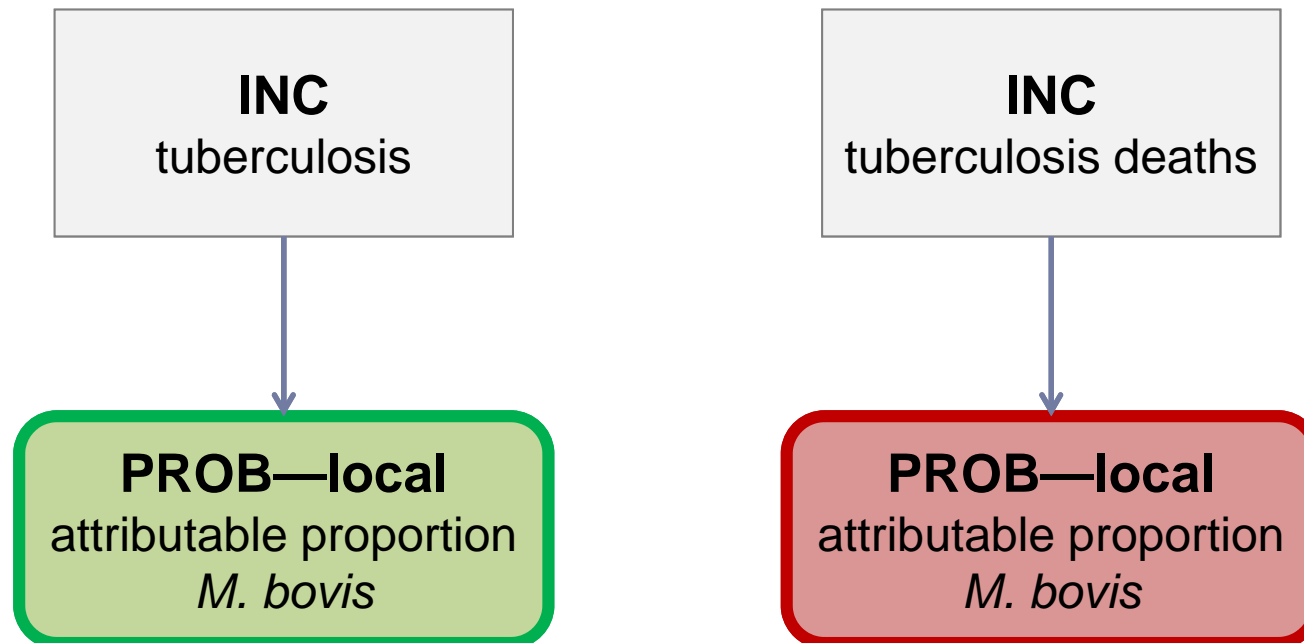 INC
tuberculosis
INC
tuberculosis deaths
PROB—local
attributable proportion
M. bovis
PROB—local
attributable proportion
M. bovis